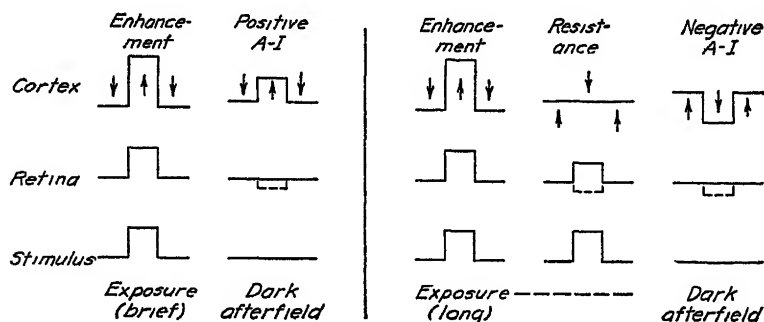 Enhance-
ment
Positive
A-I
Enhance-
ment
Resist-
ance
Negative
A-I
Cortex
Retina
Stimulus
Exposure
(brief)
Dark
afterfield
Exposure
(long)
Dark
afterfield